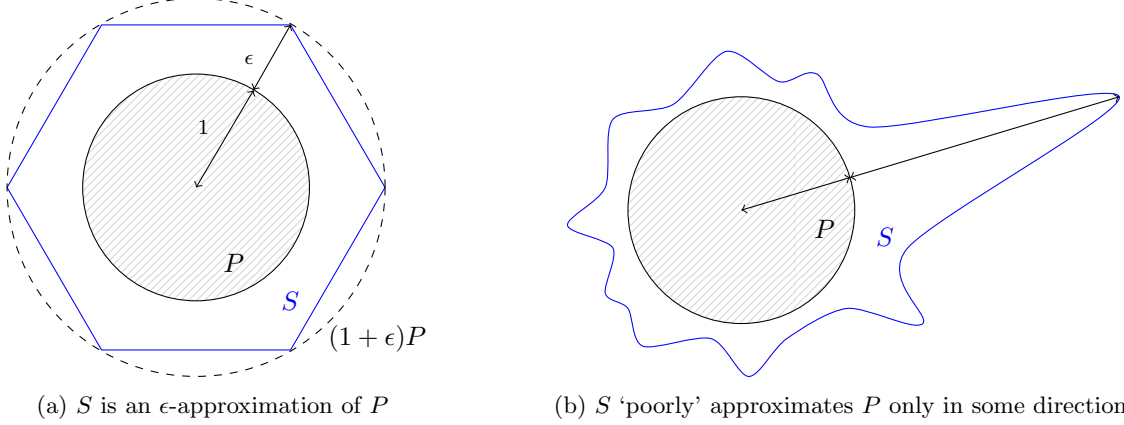 ϵ
1
P
S
(1 + ϵ)P
P
S
(a) S is an ϵ-approximation of P
(b) S ‘poorly’ approximates P only in some direction